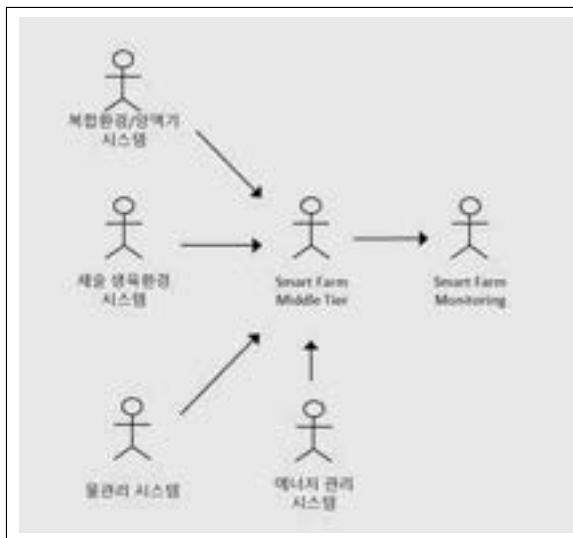 복합환경/양액기
시스템
생육환경
시스템
Smart Farm
Middle Tier
Smart Farm
Monitoring
물관리 시스템
에너지 관리
시스템